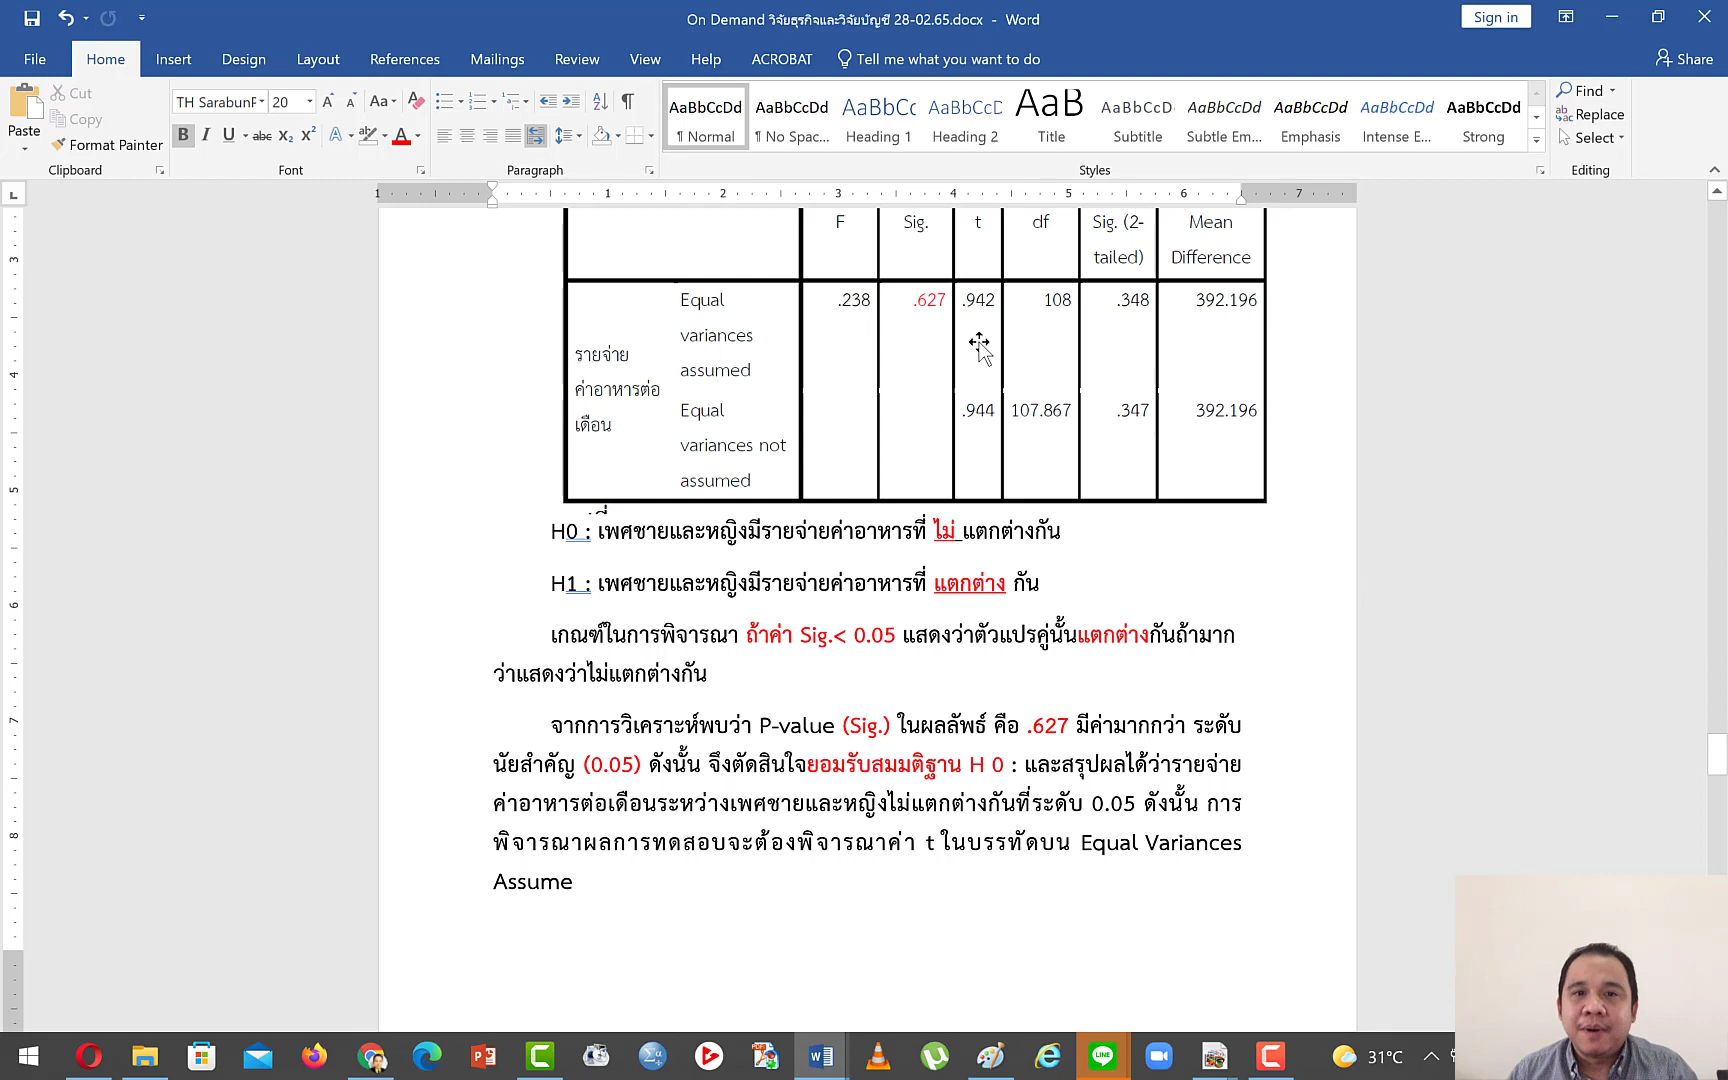 On Demand วิจัยธุรกิจและวิจัยบัญชี 28-02.65.docx - Word
Sign in
File Home Insert Design Layout References Mailings Review View Help ACROBAT Tell me what you want to do Share
Paste
Cut
Copy
Format Painter
Clipboard
TH SarabunP 20
Font
Paragraph
AaBbCcDd AaBbCcDd AaBbCc AaBbCcD AaB AaBbCcD AaBbCcDd AaBbCcDd AaBbCcDd AaBbCcDd
¶ Normal ¶ No Spac... Heading 1 Heading 2 Title Subtitle Subtle Em... Emphasis Intense E... Strong
Styles
Find
Replace
Select
Editing
1 1 2 3 4 5 6 7
3
4
5
6
7
8
F Sig. t df Sig. (2- Mean
tailed) Difference
Equal .238 .627 .942 108 .348 392.196
variances
assumed
รายจ่าย
ค่าอาหารต่อ
เดือน
Equal .944 107.867 .347 392.196
variances not
assumed
H0 : เพศชายและหญิงมีรายจ่ายค่าอาหารที่ ไม่ แตกต่างกัน
H1 : เพศชายและหญิงมีรายจ่ายค่าอาหารที่ แตกต่าง กัน
เกณฑ์ในการพิจารณา ถ้าค่า Sig.< 0.05 แสดงว่าตัวแปรคู่นั้นแตกต่างกันถ้ามาก
ว่าแสดงว่าไม่แตกต่างกัน
จากการวิเคราะห์พบว่า P-value (Sig.) ในผลลัพธ์ คือ .627 มีค่ามากกว่า ระดับ
นัยสำคัญ (0.05) ดังนั้น จึงตัดสินใจยอมรับสมมติฐาน H 0 : และสรุปผลได้ว่ารายจ่าย
ค่าอาหารต่อเดือนระหว่างเพศชายและหญิงไม่แตกต่างกันที่ระดับ 0.05 ดังนั้น การ
พิจารณาผลการทดสอบจะต้องพิจารณาค่า t ในบรรทัดบน Equal Variances
Assume
31°C